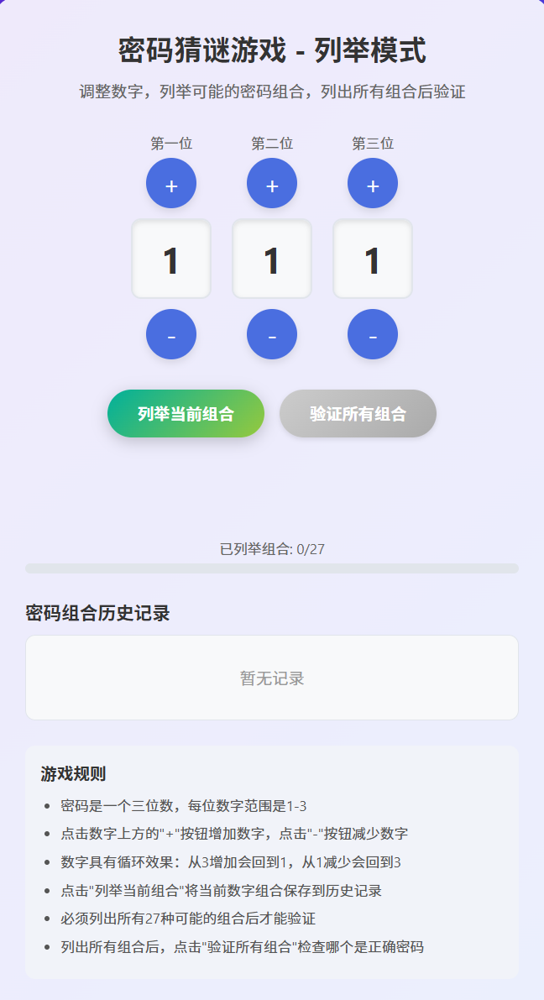 密码猜谜游戏 - 列举模式
调整数字，列举可能的密码组合，列出所有组合后验证
第一位 第二位 第三位
+ + +
1 1 1
- - -
列举当前组合 验证所有组合
已列举组合: 0/27
密码组合历史记录
暂无记录
游戏规则
• 密码是一个三位数，每位数字范围是1-3
• 点击数字上方的"+"按钮增加数字，点击"-"按钮减少数字
• 数字具有循环效果：从3增加会回到1，从1减少会回到3
• 点击"列举当前组合"将当前数字组合保存到历史记录
• 必须列出所有27种可能的组合后才能验证
• 列出所有组合后，点击"验证所有组合"检查哪个是正确密码